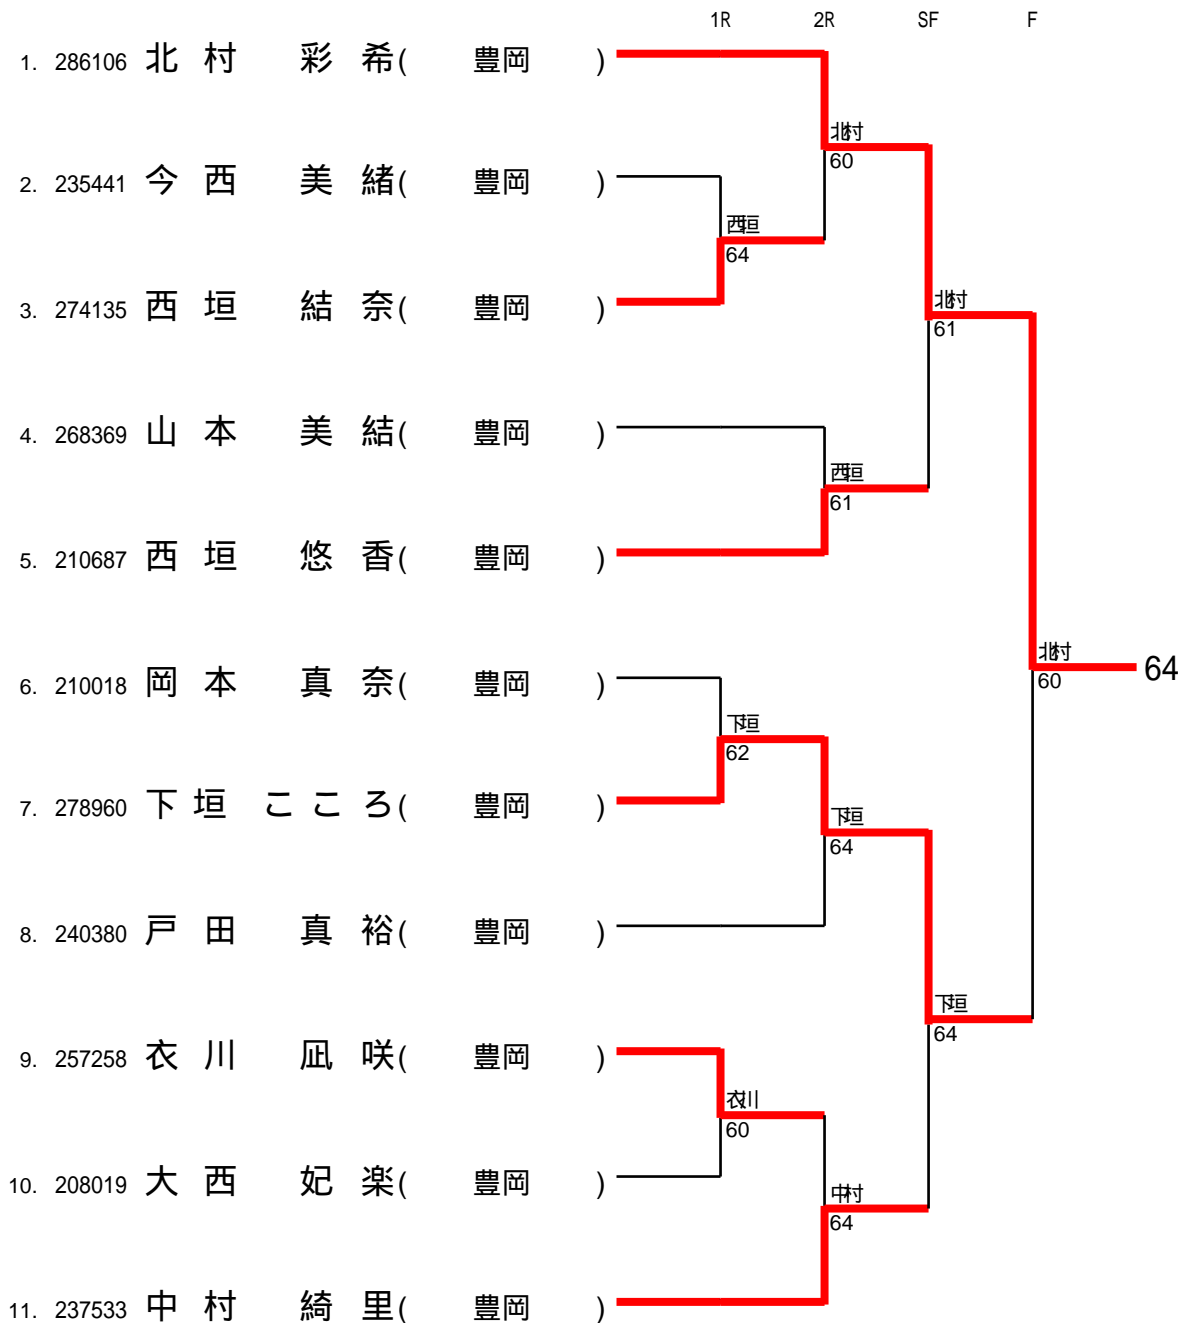 1R 2R SF F
1. 286106 北村 彩希( 豊岡 )
北村
60
2. 235441 今西 美緒( 豊岡 )
西垣
64
3. 274135 西垣 結奈( 豊岡 )
北村
61
4. 268369 山本 美結( 豊岡 )
西垣
61
5. 210687 西垣 悠香( 豊岡 )
北村
60
64
6. 210018 岡本 真奈( 豊岡 )
下垣
62
7. 278960 下垣 こころ( 豊岡 )
下垣
64
8. 240380 戸田 真裕( 豊岡 )
下垣
64
9. 257258 衣川 凪咲( 豊岡 )
衣川
60
10. 208019 大西 妃楽( 豊岡 )
中村
64
11. 237533 中村 綺里( 豊岡 )